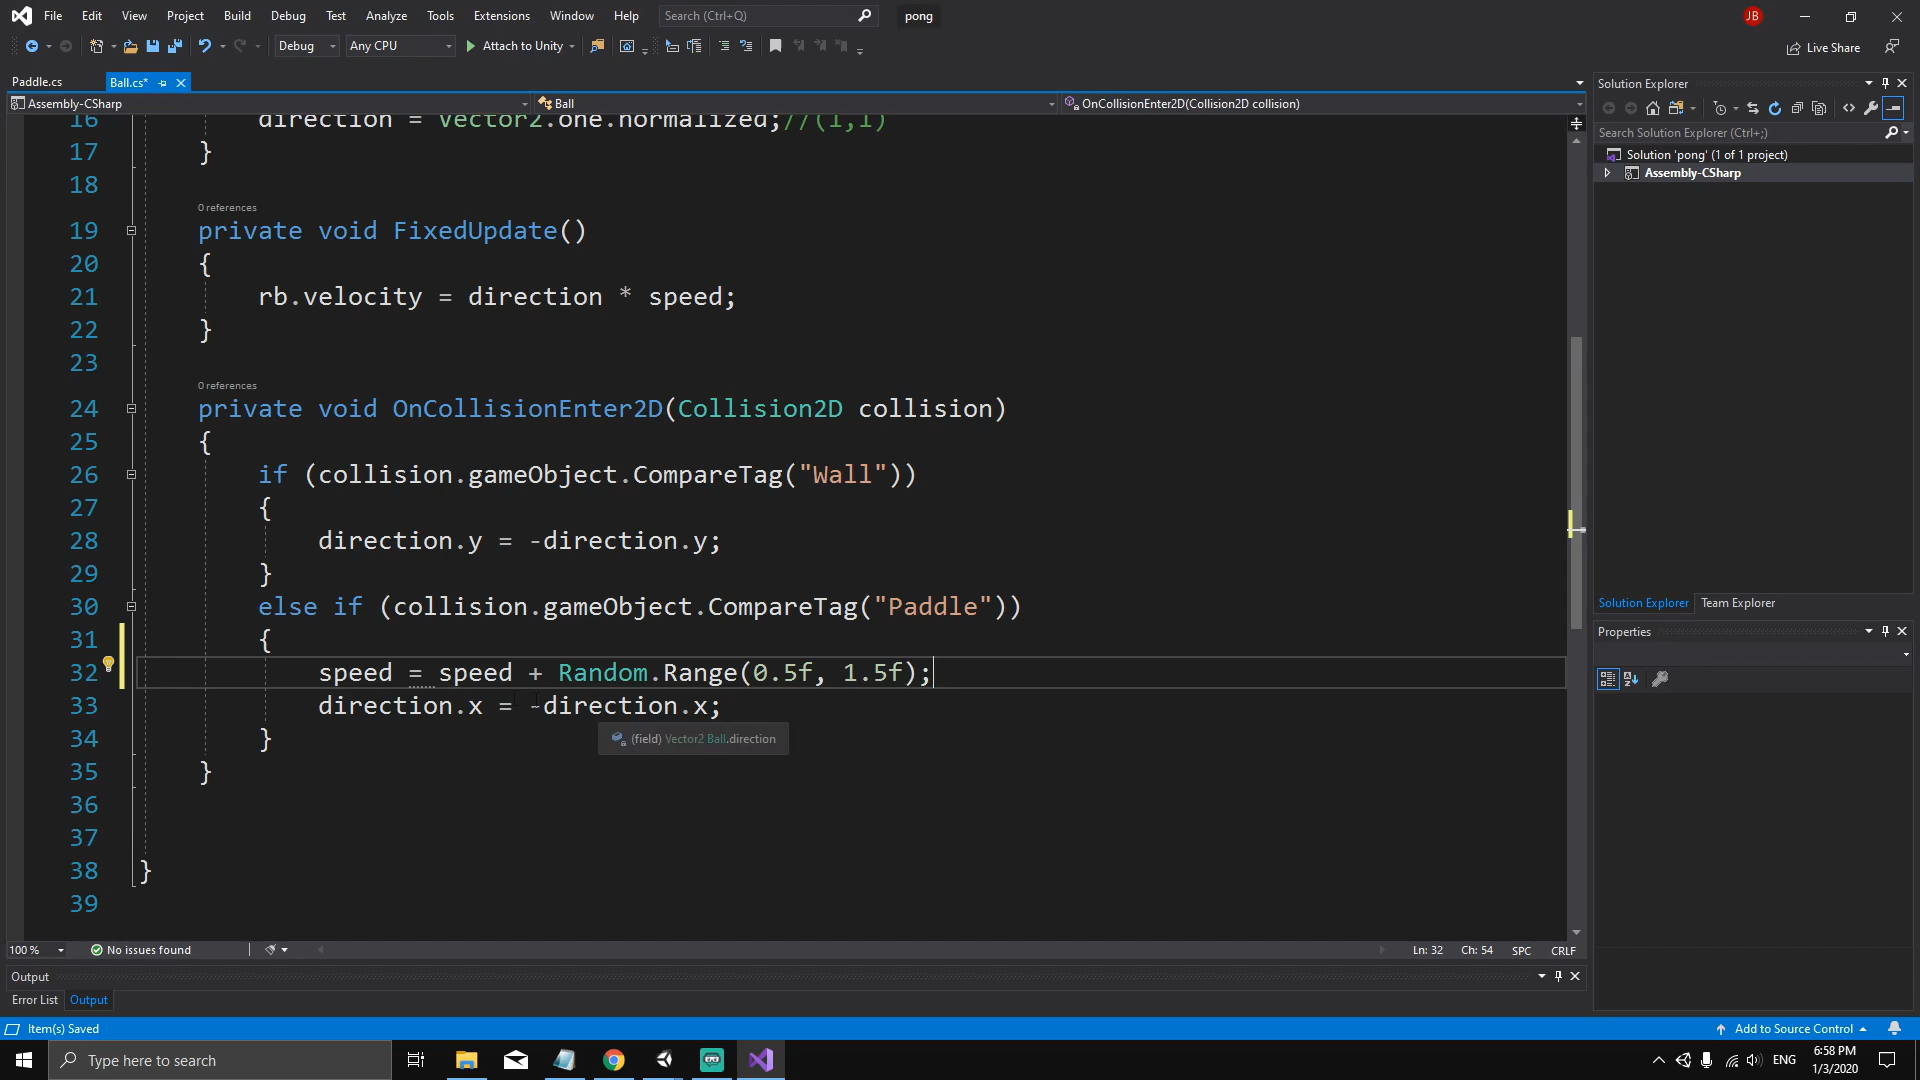 File Edit View Project Build Debug Test Analyze Tools Extensions Window Help Search (Ctrl+Q) pong JB
Debug Any CPU Attach to Unity Live Share
Paddle.cs Ball.cs*
Assembly-CSharp Ball OnCollisionEnter2D(Collision2D collision)
16 direction = Vector2.one.normalized;//(1,1)
17 }
18
0 references
19 private void FixedUpdate()
20 {
21 rb.velocity = direction * speed;
22 }
23
0 references
24 private void OnCollisionEnter2D(Collision2D collision)
25 {
26 if (collision.gameObject.CompareTag("Wall"))
27 {
28 direction.y = -direction.y;
29 }
30 else if (collision.gameObject.CompareTag("Paddle"))
31 {
32 speed = speed + Random.Range(0.5f, 1.5f);
33 direction.x = -direction.x;
34 }
(field) Vector2 Ball.direction
35 }
36
37
38 }
39
100 % No issues found Ln: 32 Ch: 54 SPC CRLF
Output
Error List Output
Solution Explorer
Search Solution Explorer (Ctrl+;)
Solution 'pong' (1 of 1 project)
Assembly-CSharp
Solution Explorer Team Explorer
Properties
Item(s) Saved Add to Source Control
Type here to search ENG 6:58 PM
1/3/2020